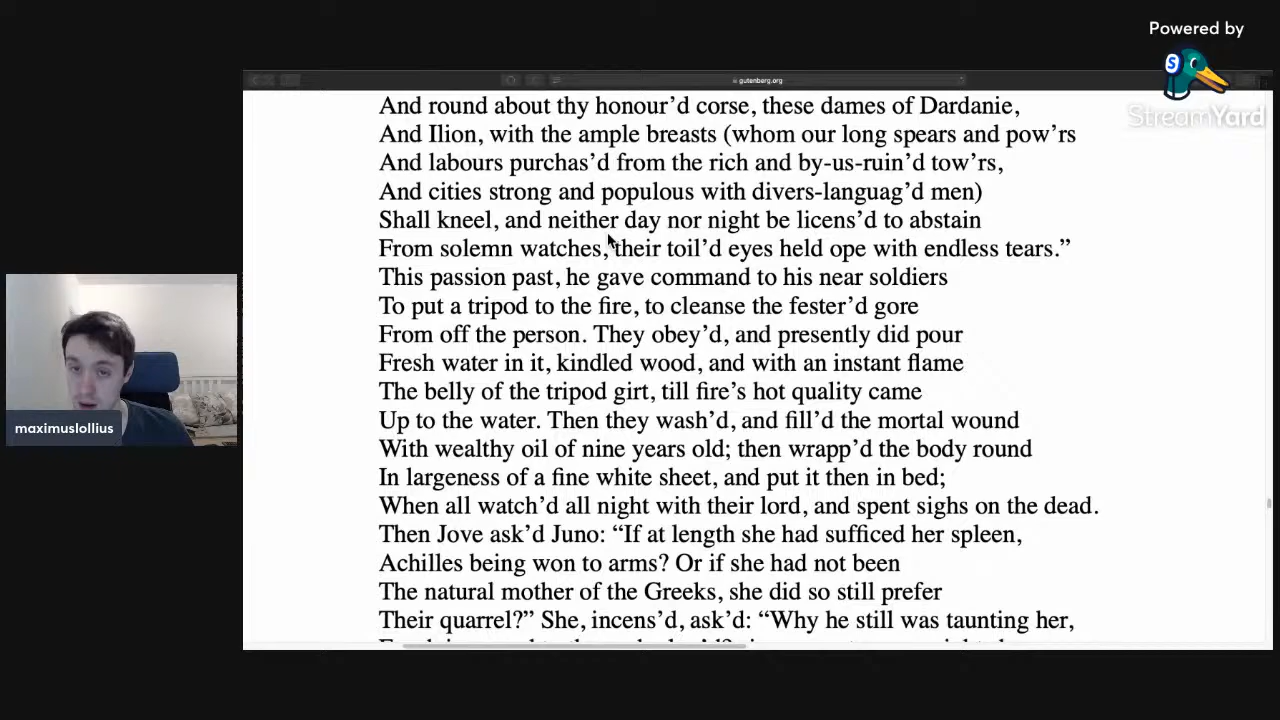 Powered by
StreamYard
gutenberg.org
And round about thy honour’d corse, these dames of Dardanie,
And Ilion, with the ample breasts (whom our long spears and pow’rs
And labours purchas’d from the rich and by-us-ruin’d tow’rs,
And cities strong and populous with divers-languag’d men)
Shall kneel, and neither day nor night be licens’d to abstain
From solemn watches, their toil’d eyes held ope with endless tears.”
This passion past, he gave command to his near soldiers
To put a tripod to the fire, to cleanse the fester’d gore
From off the person. They obey’d, and presently did pour
Fresh water in it, kindled wood, and with an instant flame
The belly of the tripod girt, till fire’s hot quality came
Up to the water. Then they wash’d, and fill’d the mortal wound
With wealthy oil of nine years old; then wrapp’d the body round
In largeness of a fine white sheet, and put it then in bed;
When all watch’d all night with their lord, and spent sighs on the dead.
Then Jove ask’d Juno: “If at length she had sufficed her spleen,
Achilles being won to arms? Or if she had not been
The natural mother of the Greeks, she did so still prefer
Their quarrel?” She, incens’d, ask’d: “Why he still was taunting her,
maximuslollius